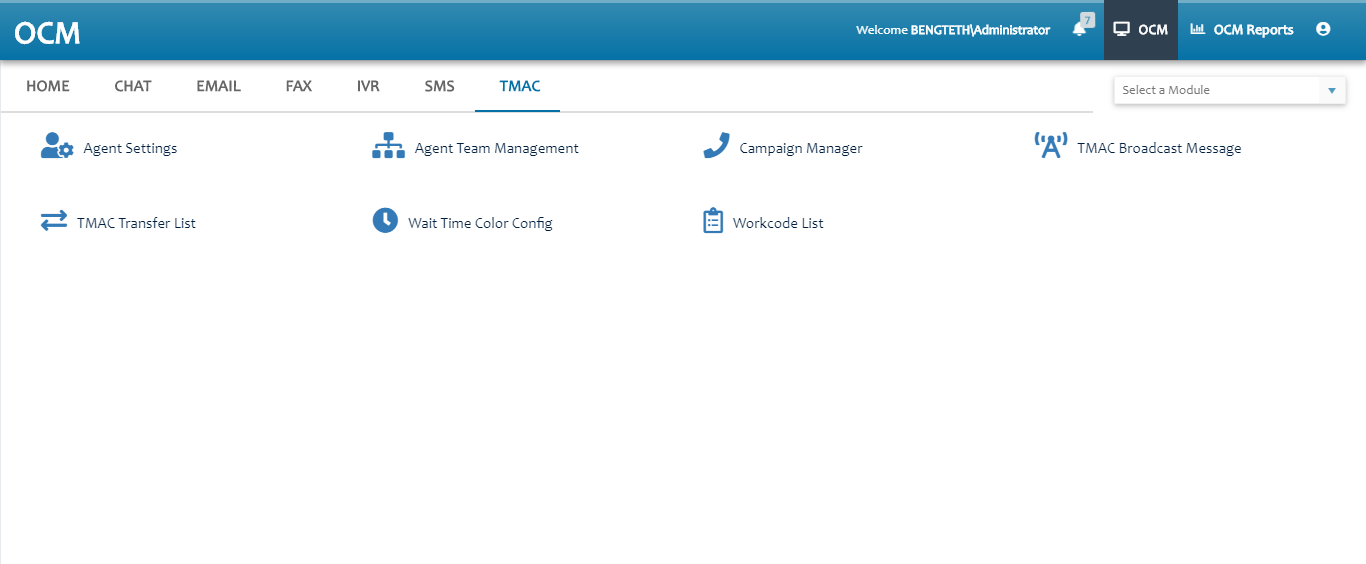 OCM
Welcome BENGTETH\Administrator
7
OCM
OCM Reports
HOME
CHAT
EMAIL
FAX
IVR
SMS
TMAC
Select a Module
Agent Settings
Agent Team Management
Campaign Manager
TMAC Broadcast Message
TMAC Transfer List
Wait Time Color Config
Workcode List